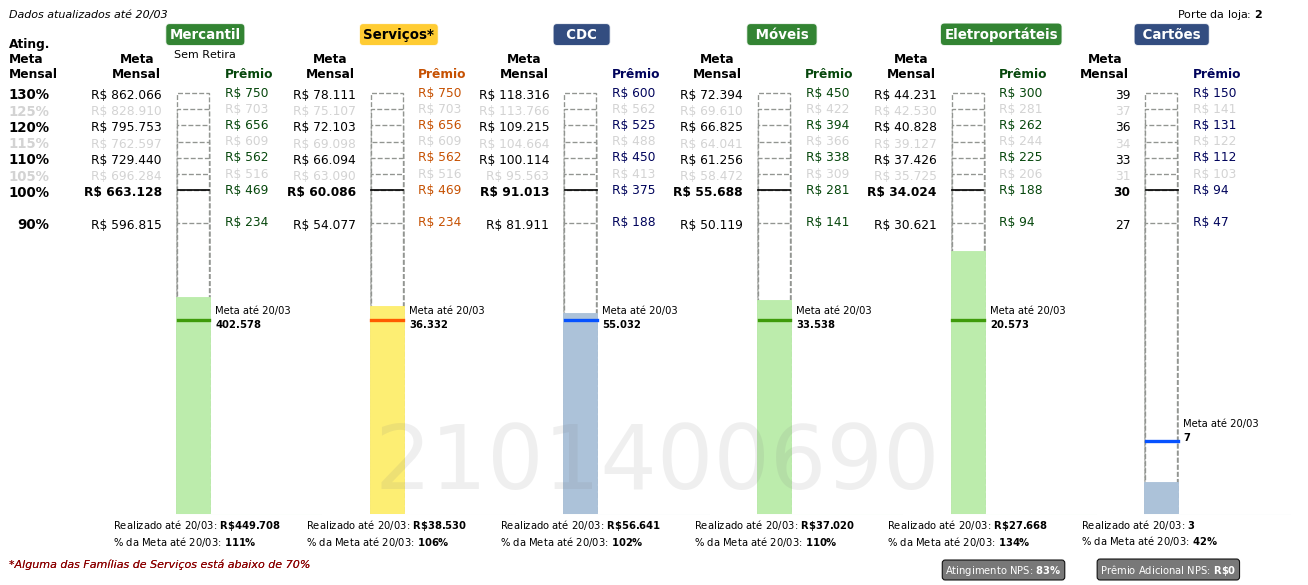 Dados atualizados até 20/03
Porte da loja: 2
Mercantil Serviços* CDC Móveis Eletroportáteis Cartões
Sem Retira
Ating. Meta Mensal
Meta Mensal Prêmio Meta Mensal Prêmio Meta Mensal Prêmio Meta Mensal Prêmio Meta Mensal Prêmio Meta Mensal Prêmio
130% R$ 862.066 R$ 750 R$ 78.111 R$ 750 R$ 118.316 R$ 600 R$ 72.394 R$ 450 R$ 44.231 R$ 300 39 R$ 150
125% R$ 828.910 R$ 703 R$ 75.107 R$ 703 R$ 113.766 R$ 562 R$ 69.610 R$ 422 R$ 42.530 R$ 281 37 R$ 141
120% R$ 795.753 R$ 656 R$ 72.103 R$ 656 R$ 109.215 R$ 525 R$ 66.825 R$ 394 R$ 40.828 R$ 262 36 R$ 131
115% R$ 762.597 R$ 609 R$ 69.098 R$ 609 R$ 104.664 R$ 488 R$ 64.041 R$ 366 R$ 39.127 R$ 244 34 R$ 122
110% R$ 729.440 R$ 562 R$ 66.094 R$ 562 R$ 100.114 R$ 450 R$ 61.256 R$ 338 R$ 37.426 R$ 225 33 R$ 112
105% R$ 696.284 R$ 516 R$ 63.090 R$ 516 R$ 95.563 R$ 413 R$ 58.472 R$ 309 R$ 35.725 R$ 206 31 R$ 103
100% R$ 663.128 R$ 469 R$ 60.086 R$ 469 R$ 91.013 R$ 375 R$ 55.688 R$ 281 R$ 34.024 R$ 188 30 R$ 94
90% R$ 596.815 R$ 234 R$ 54.077 R$ 234 R$ 81.911 R$ 188 R$ 50.119 R$ 141 R$ 30.621 R$ 94 27 R$ 47
Meta até 20/03 Meta até 20/03 Meta até 20/03 Meta até 20/03 Meta até 20/03
402.578 36.332 55.032 33.538 20.573
Meta até 20/03
7
2101400690
Realizado até 20/03: R$449.708 Realizado até 20/03: R$38.530 Realizado até 20/03: R$56.641 Realizado até 20/03: R$37.020 Realizado até 20/03: R$27.668 Realizado até 20/03: 3
% da Meta até 20/03: 111% % da Meta até 20/03: 106% % da Meta até 20/03: 102% % da Meta até 20/03: 110% % da Meta até 20/03: 134% % da Meta até 20/03: 42%
*Alguma das Famílias de Serviços está abaixo de 70%
Atingimento NPS: 83% Prêmio Adicional NPS: R$0